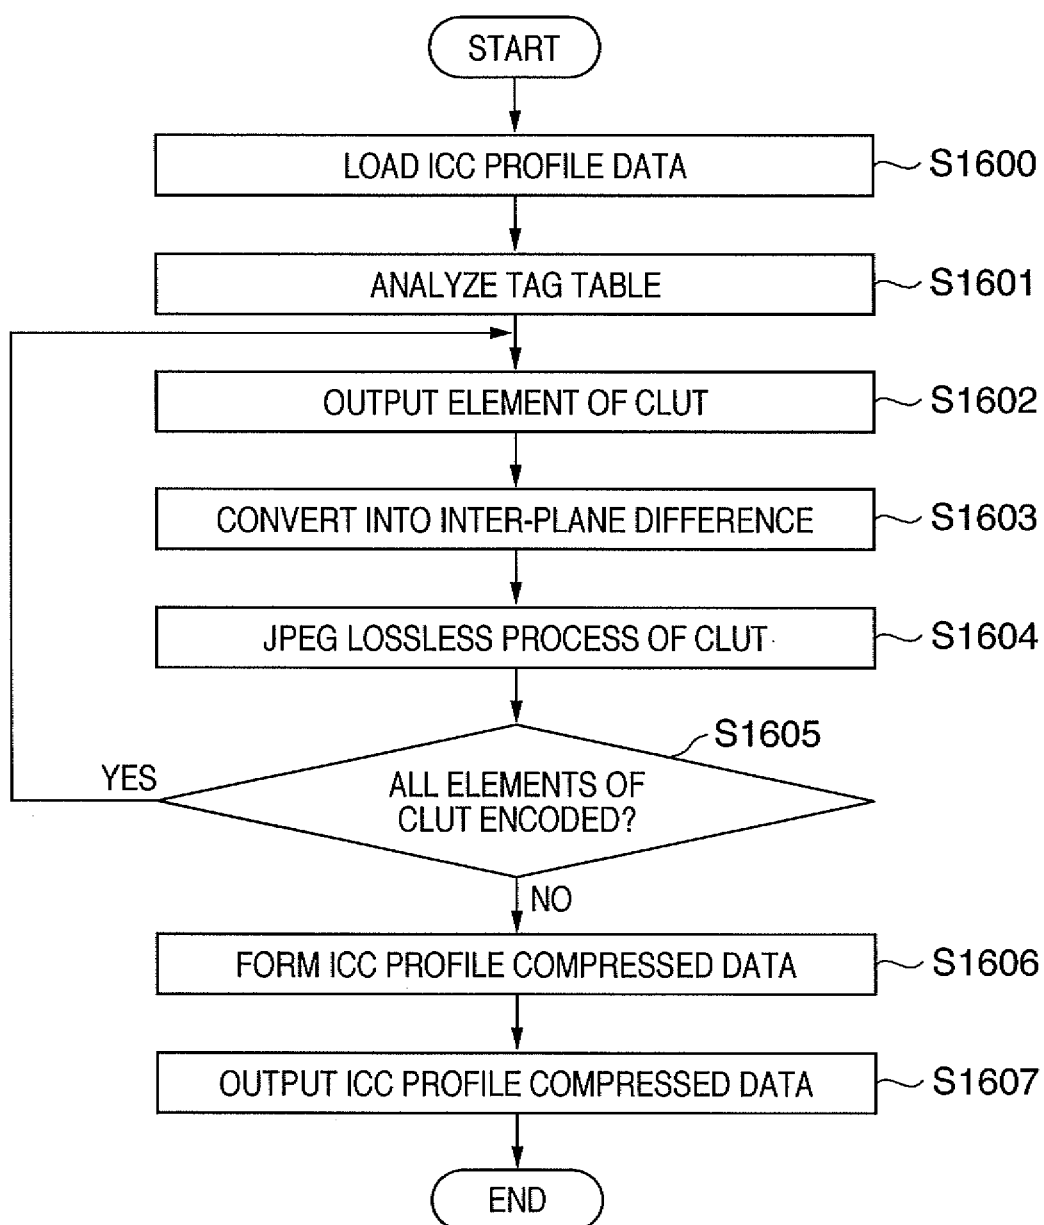 START
LOAD ICC PROFILE DATA
S1600
ANALYZE TAG TABLE
S1601
OUTPUT ELEMENT OF CLUT
S1602
CONVERT INTO INTER-PLANE DIFFERENCE
S1603
JPEG LOSSLESS PROCESS OF CLUT
S1604
S1605
YES
ALL ELEMENTS OF
CLUT ENCODED?
NO
FORM ICC PROFILE COMPRESSED DATA
S1606
OUTPUT ICC PROFILE COMPRESSED DATA
S1607
END